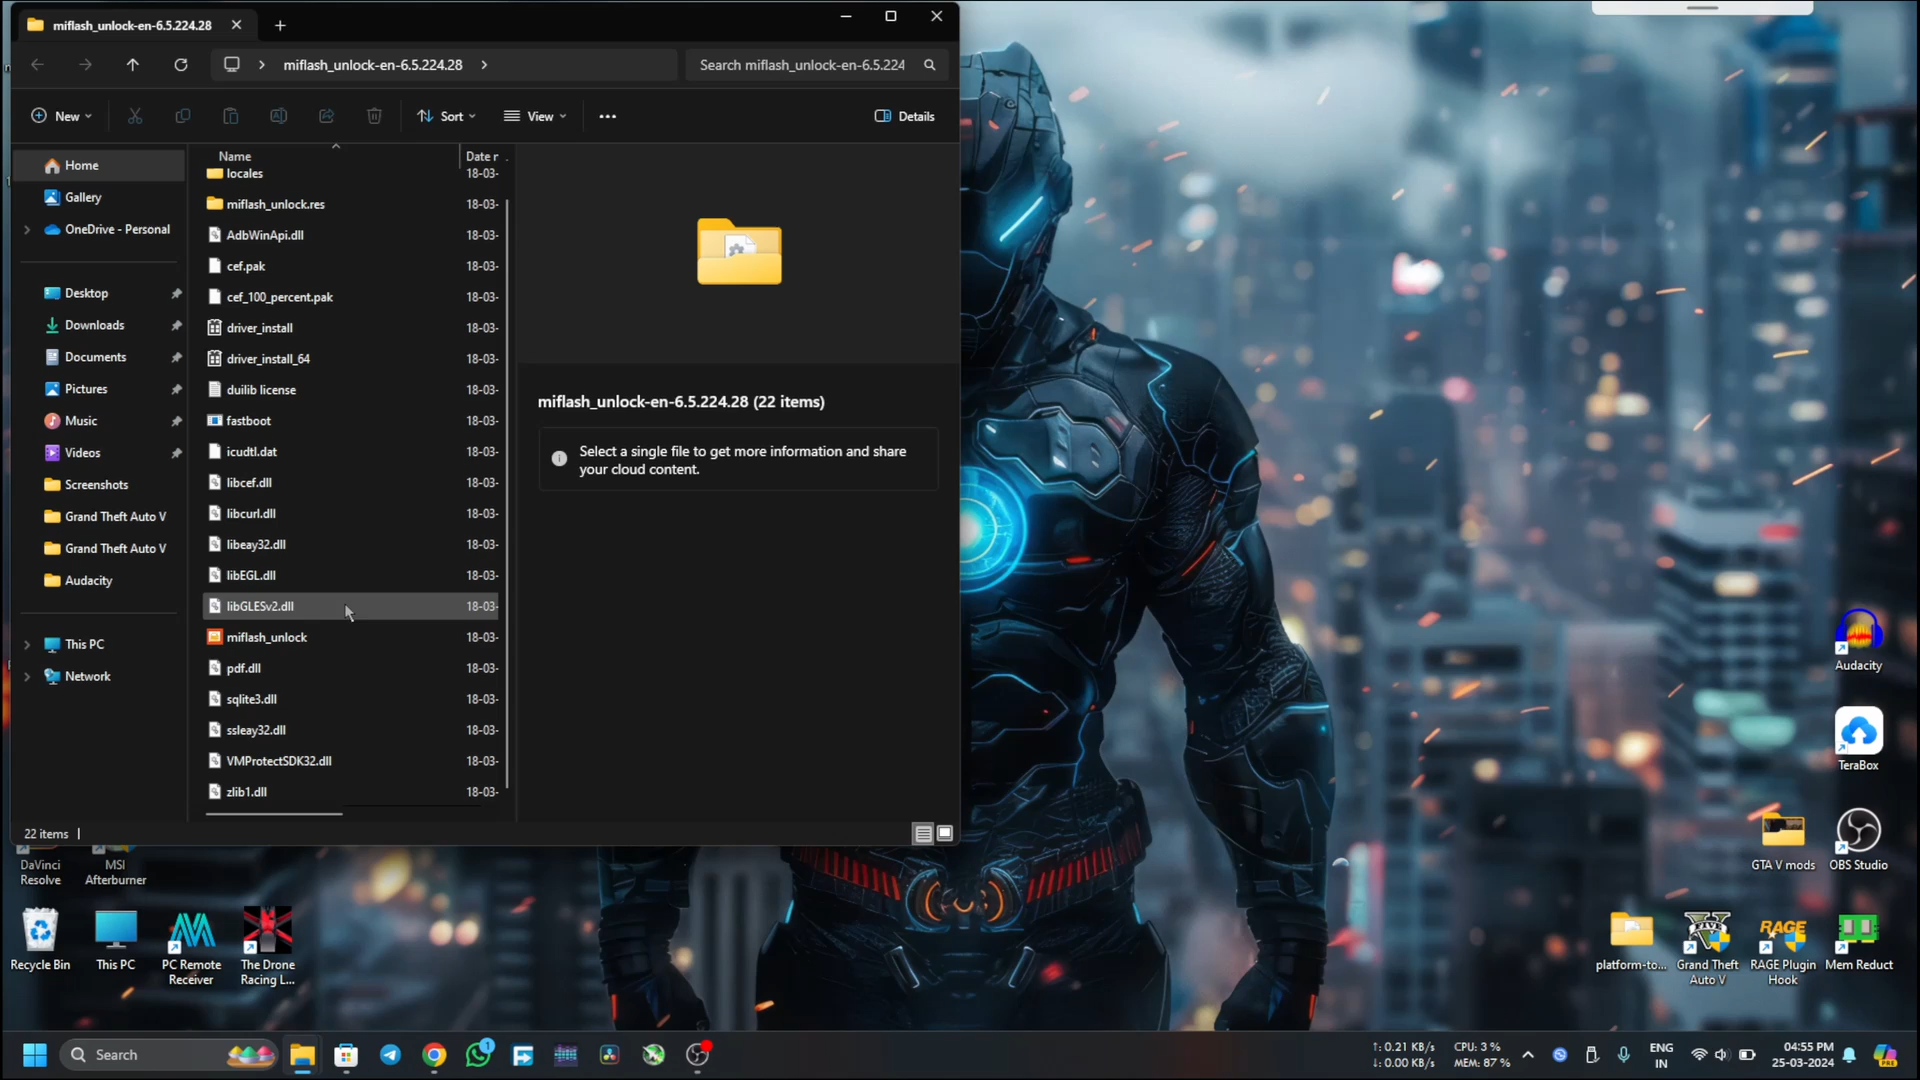 miflash_unlock-en-6.5.224.28
miflash_unlock-en-6.5.224.28
Search miflash_unlock-en-6.5.224
New
Sort
View
Details
Name
Date r
Home
Gallery
OneDrive - Personal
Desktop
Downloads
Documents
Pictures
Music
Videos
Screenshots
Grand Theft Auto V
Grand Theft Auto V
Audacity
This PC
Network
locales 18-03-
miflash_unlock.res 18-03-
AdbWinApi.dll 18-03-
cef.pak 18-03-
cef_100_percent.pak 18-03-
driver_install 18-03-
driver_install_64 18-03-
duilib license 18-03-
fastboot 18-03-
icudtl.dat 18-03-
libcef.dll 18-03-
libcurl.dll 18-03-
libeay32.dll 18-03-
libEGL.dll 18-03-
libGLESv2.dll 18-03-
miflash_unlock 18-03-
pdf.dll 18-03-
sqlite3.dll 18-03-
ssleay32.dll 18-03-
VMProtectSDK32.dll 18-03-
zlib1.dll 18-03-
miflash_unlock-en-6.5.224.28 (22 items)
Select a single file to get more information and share
your cloud content.
22 items
DaVinci
Resolve
MSI
Afterburner
Recycle Bin
This PC
PC Remote
Receiver
The Drone
Racing L...
Audacity
TeraBox
GTA V mods
OBS Studio
platform-to...
Grand Theft
Auto V
RAGE
RAGE Plugin
Hook
Mem Reduct
Search
1
↑: 0.21 KB/s
↓: 0.00 KB/s
CPU: 3 %
MEM: 87 %
ENG
IN
04:55 PM
25-03-2024
PRE